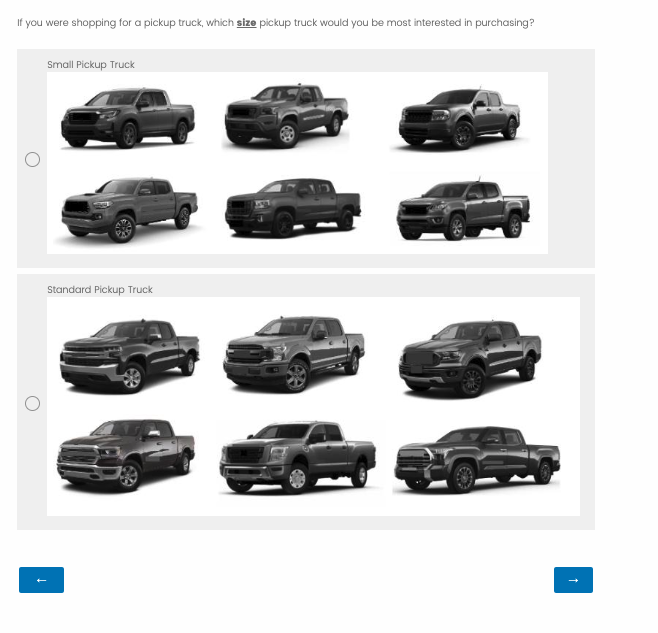 If you were shopping for a pickup truck, which size pickup truck would you be most interested in purchasing?
Small Pickup Truck
Standard Pickup Truck
← →